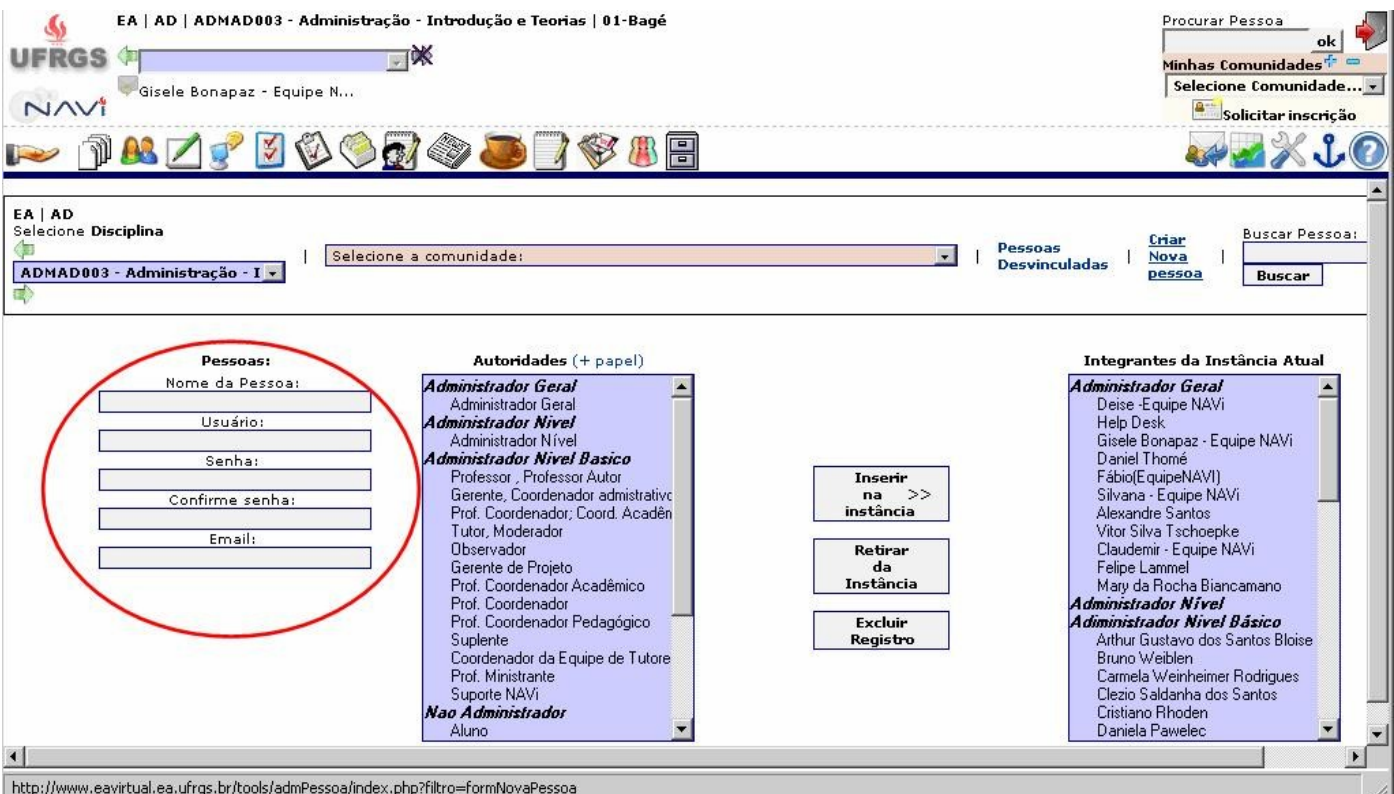 EA | AD | ADMAD003 - Administração - Introdução e Teorias | 01-Bagé
UFRGS
NAVi
Gisele Bonapaz - Equipe N...
Procurar Pessoa
ok
Minhas Comunidades
Selecione Comunidade...
Solicitar inscrição
NEWS
EA | AD
Selecione Disciplina
ADMAD003 - Administração - I
|
Selecione a comunidade:
|
Pessoas
Desvinculadas
|
Criar
Nova
pessoa
|
Buscar Pessoa:
Buscar
Pessoas:
Nome da Pessoa:
Usuário:
Senha:
Confirme senha:
Email:
Autoridades (+ papel)
Administrador Geral
Administrador Geral
Administrador Nivel
Administrador Nível
Administrador Nivel Basico
Professor , Professor Autor
Gerente, Coordenador admistrativo
Prof. Coordenador; Coord. Acadên
Tutor, Moderador
Observador
Gerente de Projeto
Prof. Coordenador Acadêmico
Prof. Coordenador
Prof. Coordenador Pedagógico
Suplente
Coordenador da Equipe de Tutore
Prof. Ministrante
Suporte NAVi
Nao Administrador
Aluno
Inserir
na >>
instância
Retirar
da
Instância
Excluir
Registro
Integrantes da Instância Atual
Administrador Geral
Deise -Equipe NAVi
Help Desk
Gisele Bonapaz - Equipe NAVi
Daniel Thomé
Fábio(EquipeNAVI)
Silvana - Equipe NAVi
Alexandre Santos
Vitor Silva Tschoepke
Claudemir - Equipe NAVi
Felipe Lammel
Mary da Rocha Biancamano
Administrador Nível
Adiministrador Nivel Básico
Arthur Gustavo dos Santos Bloise
Bruno Weiblen
Carmela Weinheimer Rodrigues
Clezio Saldanha dos Santos
Cristiano Rhoden
Daniela Pawelec
http://www.eavirtual.ea.ufrgs.br/tools/admPessoa/index.php?filtro=formNovaPessoa